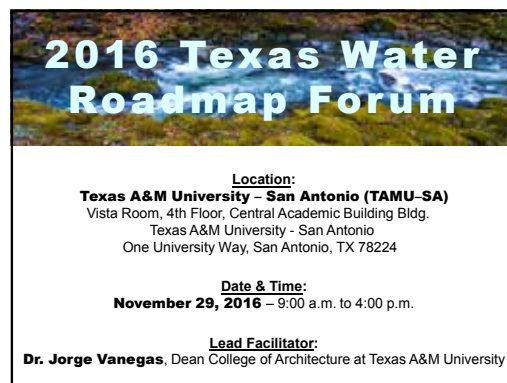 2016 Texas Water
Roadmap Forum
Location:
Texas A&M University – San Antonio (TAMU–SA)
Vista Room, 4th Floor, Central Academic Building Bldg.
Texas A&M University - San Antonio
One University Way, San Antonio, TX 78224
Date & Time:
November 29, 2016 – 9:00 a.m. to 4:00 p.m.
Lead Facilitator:
Dr. Jorge Vanegas, Dean College of Architecture at Texas A&M University